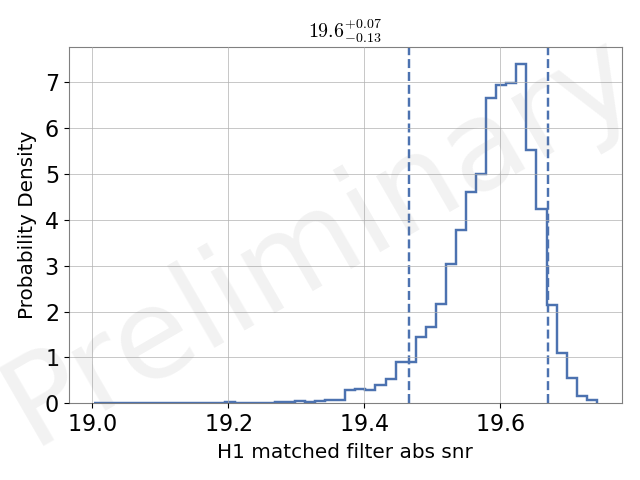 19.6+0.07−0.13
Probability Density
7
6
5
4
3
2
1
0
19.0 19.2 19.4 19.6
H1 matched filter abs snr
Preliminary